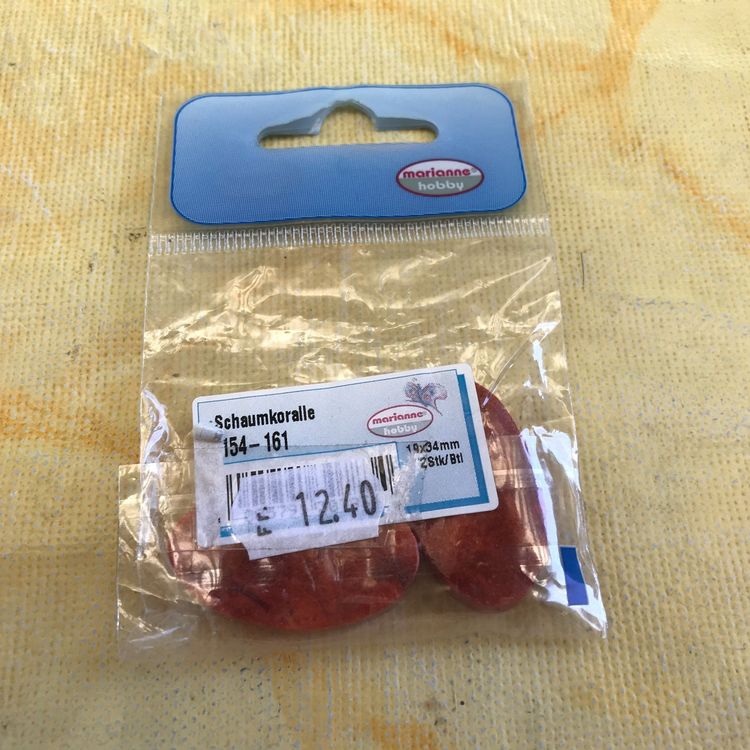 marianne®
hobby
Schaumkoralle
154-161
marianne®
hobby
18x34mm
2Stk/Btl
12.40